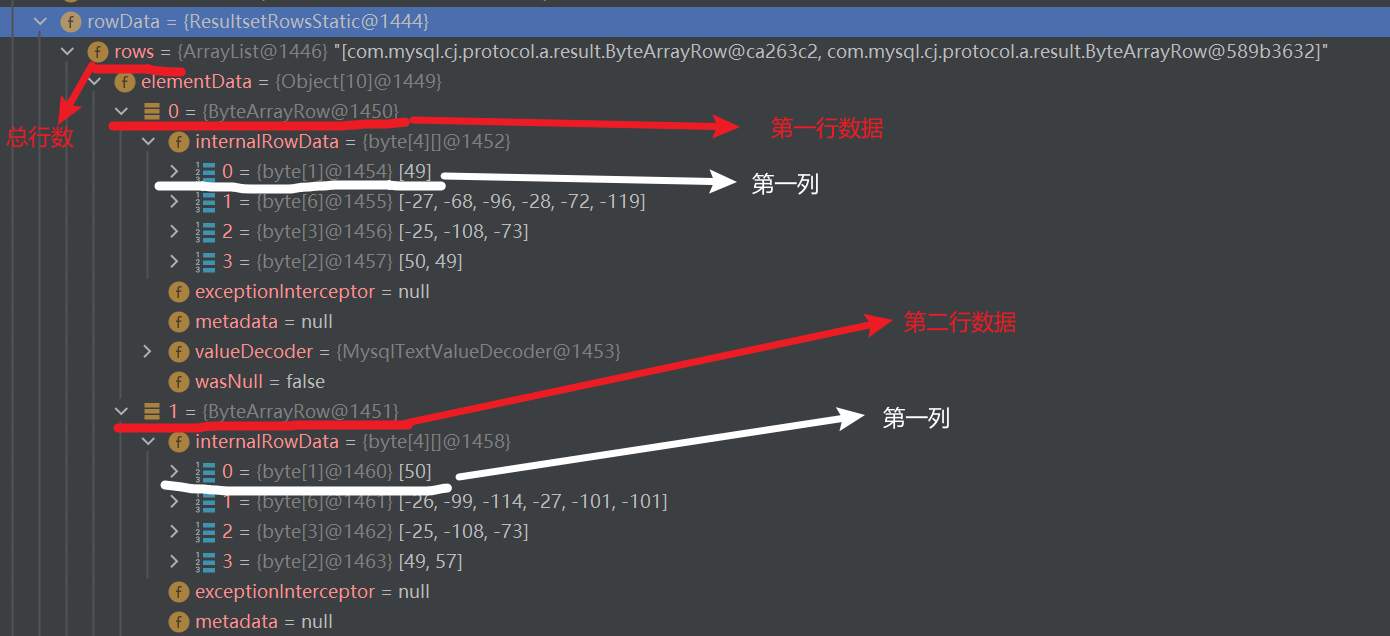 rowData = {ResultsetRowsStatic@1444}
rows = {ArrayList@1446} "[com.mysql.cj.protocol.a.result.ByteArrayRow@ca263c2, com.mysql.cj.protocol.a.result.ByteArrayRow@589b3632]"
elementData = {Object[10]@1449}
0 = {ByteArrayRow@1450}
总行数
第一行数据
internalRowData = {byte[4][]@1452}
0 = {byte[1]@1454} [49]
第一列
1 = {byte[6]@1455} [-27, -68, -96, -28, -72, -119]
2 = {byte[3]@1456} [-25, -108, -73]
3 = {byte[2]@1457} [50, 49]
exceptionInterceptor = null
metadata = null
第二行数据
valueDecoder = {MysqlTextValueDecoder@1453}
wasNull = false
1 = {ByteArrayRow@1451}
第一列
internalRowData = {byte[4][]@1458}
0 = {byte[1]@1460} [50]
1 = {byte[6]@1461} [-26, -99, -114, -27, -101, -101]
2 = {byte[3]@1462} [-25, -108, -73]
3 = {byte[2]@1463} [49, 57]
exceptionInterceptor = null
metadata = null